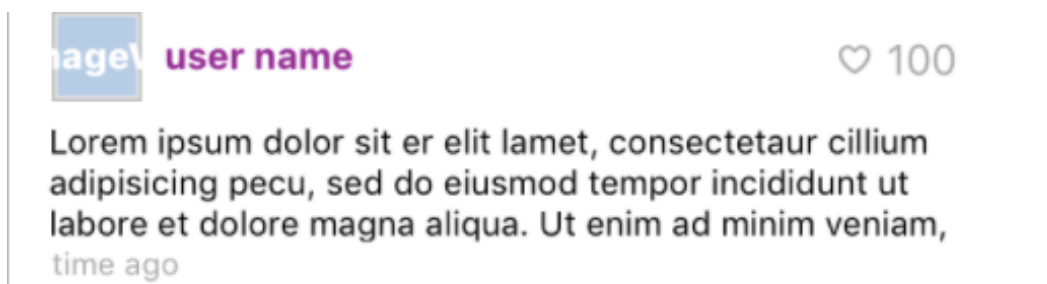 nageV user name ♡ 100
Lorem ipsum dolor sit er elit lamet, consectetaur cillium
adipisicing pecu, sed do eiusmod tempor incididunt ut
labore et dolore magna aliqua. Ut enim ad minim veniam,
time ago